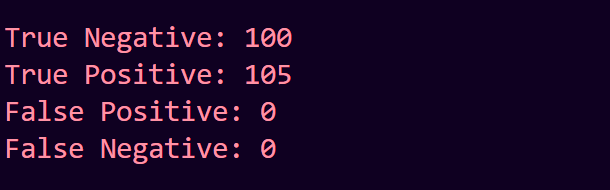 True Negative: 100
True Positive: 105
False Positive: 0
False Negative: 0